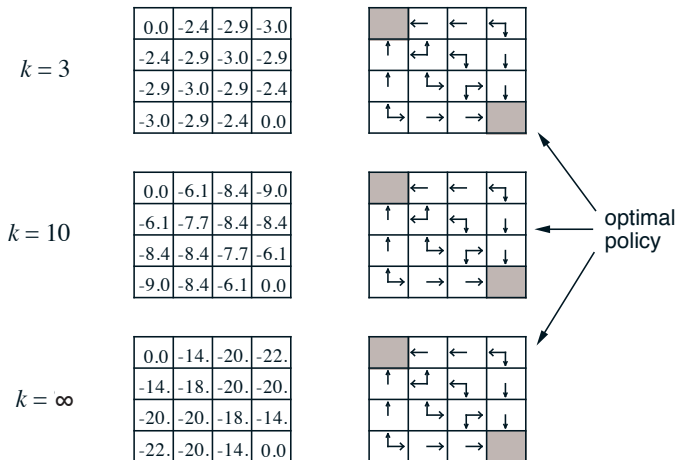 k = 3
0.0 -2.4 -2.9 -3.0
-2.4 -2.9 -3.0 -2.9
-2.9 -3.0 -2.9 -2.4
-3.0 -2.9 -2.4 0.0
k = 10
0.0 -6.1 -8.4 -9.0
-6.1 -7.7 -8.4 -8.4
-8.4 -8.4 -7.7 -6.1
-9.0 -8.4 -6.1 0.0
optimal
policy
k = ∞
0.0 -14. -20. -22.
-14. -18. -20. -20.
-20. -20. -18. -14.
-22. -20. -14. 0.0